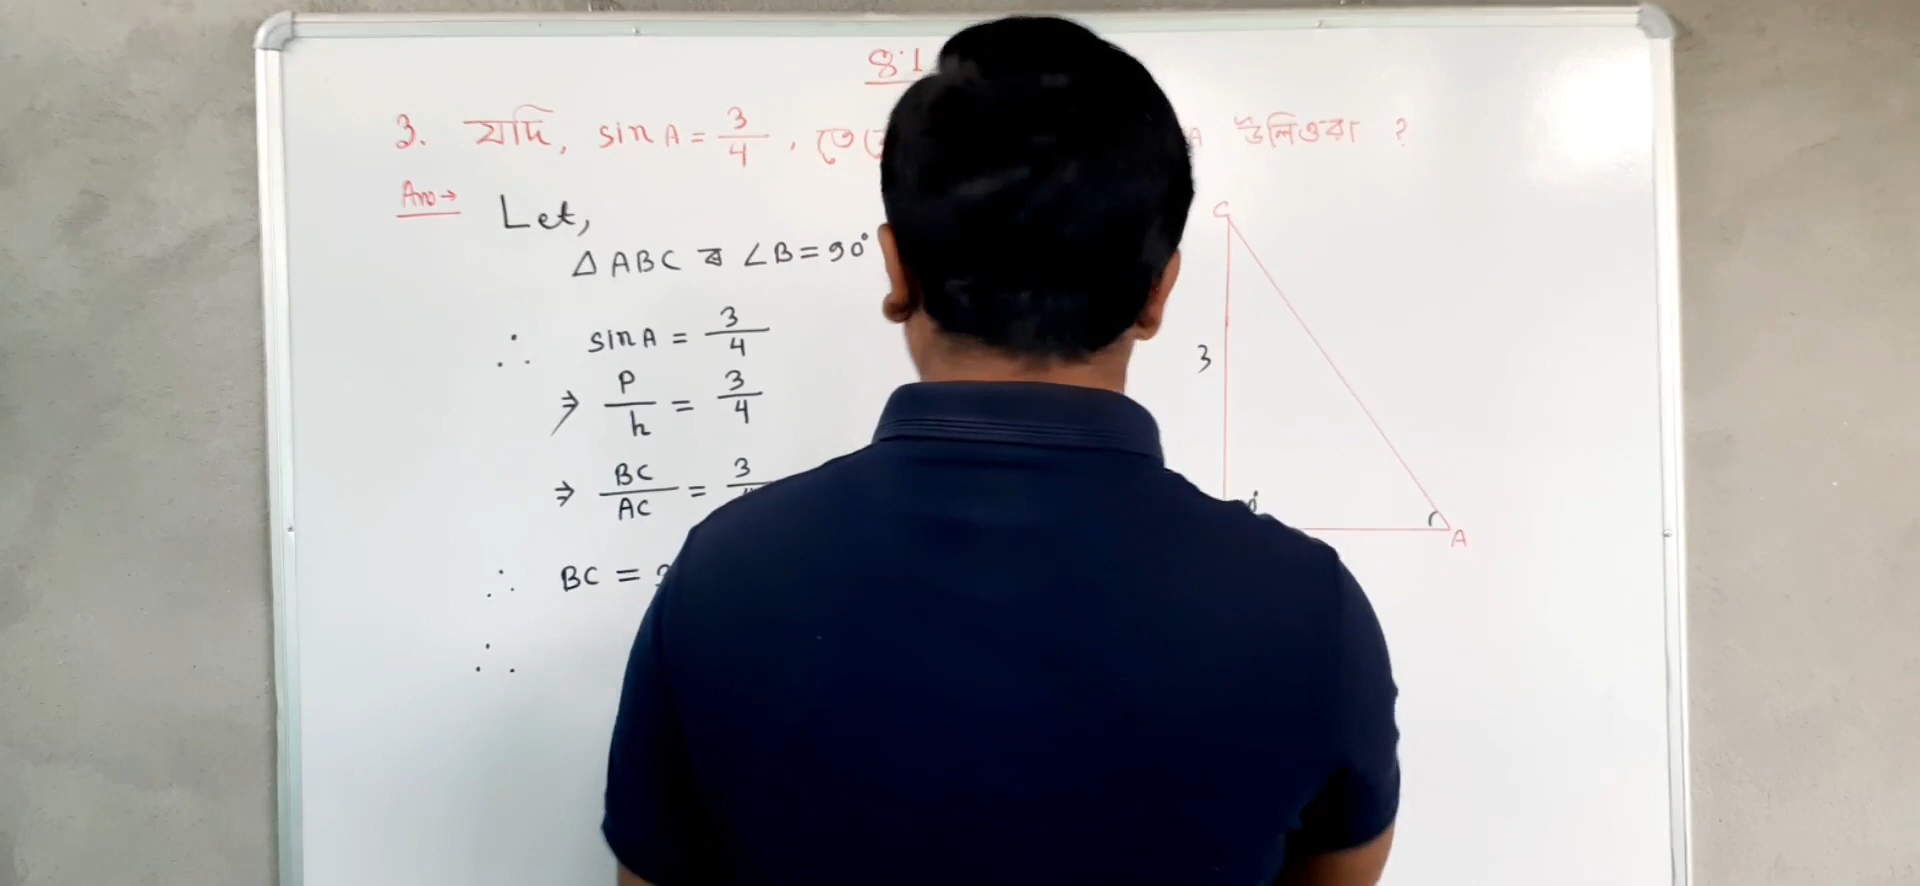 8.1
3. যদি, sin A = 3/4, A উলিওৱা ?
Ans →
Let,
△ ABC ৰ ∠B = 90°
∴ sin A = 3/4
⇒ P/h = 3/4
⇒ BC/AC = 3
∴ BC =
∴
C
3
A